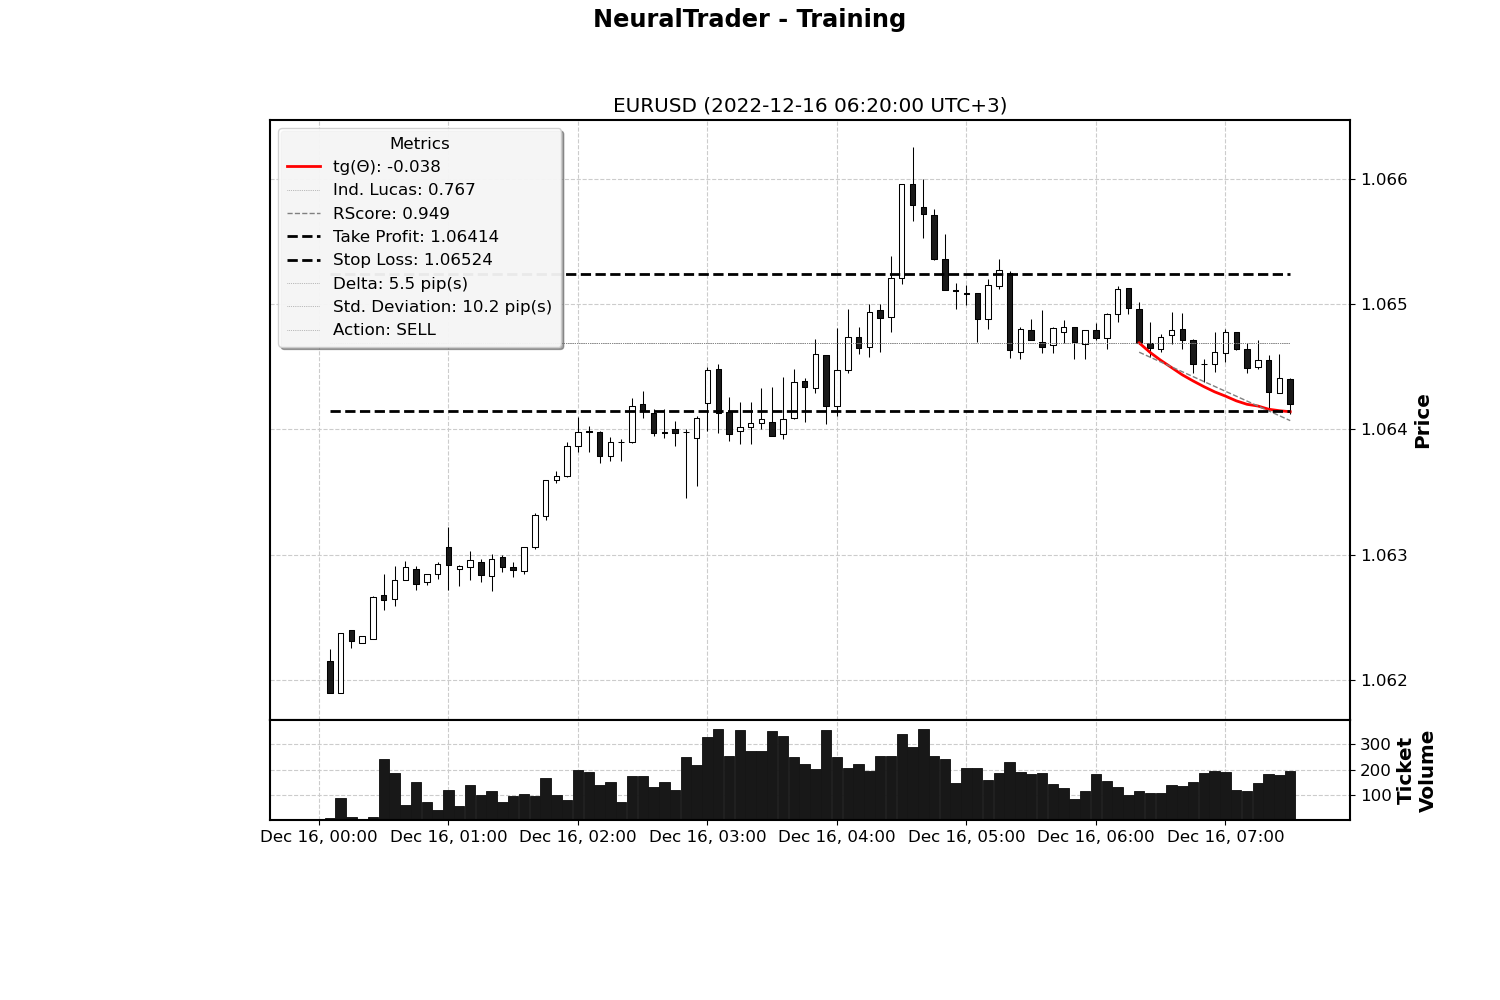 NeuralTrader - Training
EURUSD (2022-12-16 06:20:00 UTC+3)
Metrics
tg(Θ): -0.038
Ind. Lucas: 0.767
RScore: 0.949
Take Profit: 1.06414
Stop Loss: 1.06524
Delta: 5.5 pip(s)
Std. Deviation: 10.2 pip(s)
Action: SELL
1.066
1.065
1.064
1.063
1.062
Price
300
200
100
Ticket
Volume
Dec 16, 00:00
Dec 16, 01:00
Dec 16, 02:00
Dec 16, 03:00
Dec 16, 04:00
Dec 16, 05:00
Dec 16, 06:00
Dec 16, 07:00